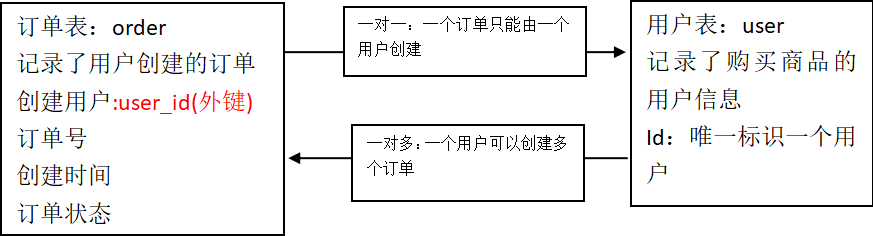 订单表：order
记录了用户创建的订单
创建用户:user_id(外键)
订单号
创建时间
订单状态
一对一：一个订单只能由一个
用户创建
一对多：一个用户可以创建多
个订单
用户表：user
记录了购买商品的
用户信息
Id：唯一标识一个用
户